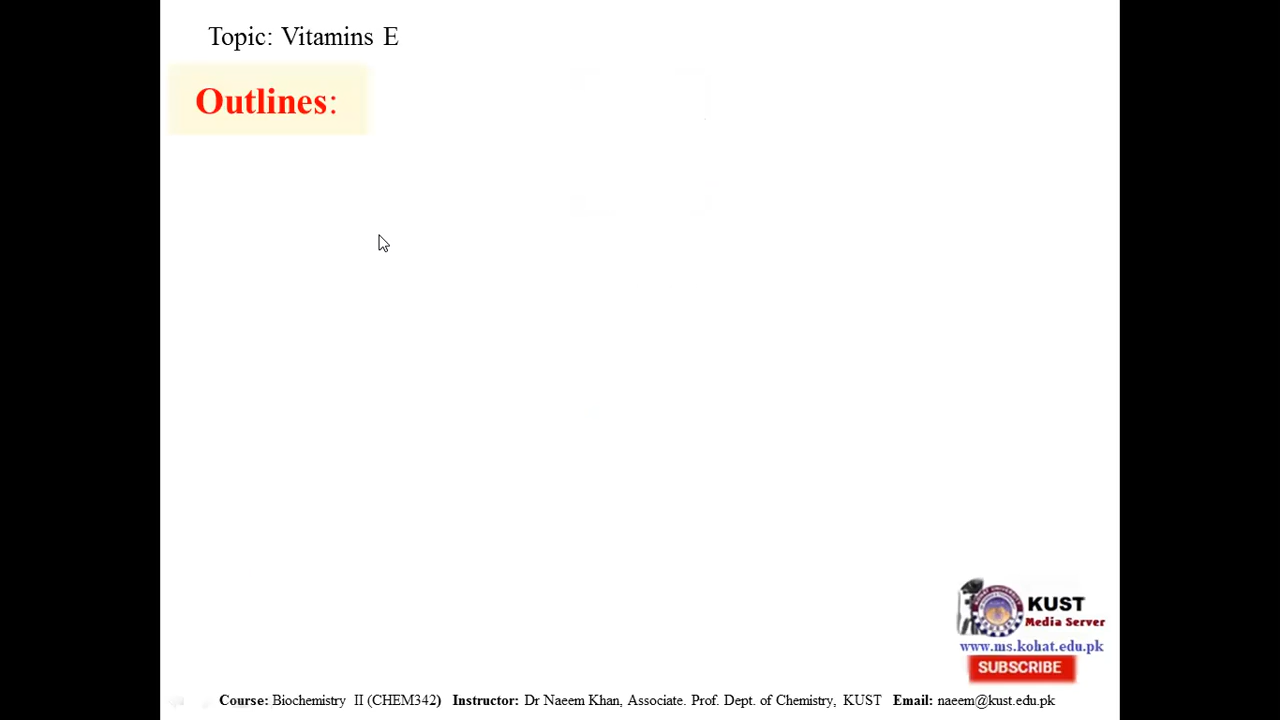 Topic: Vitamins E
Outlines:
KUST
Media Server
www.ms.kohat.edu.pk
SUBSCRIBE
Course: Biochemistry II (CHEM342) Instructor: Dr Naeem Khan, Associate. Prof. Dept. of Chemistry, KUST Email: naeem@kust.edu.pk